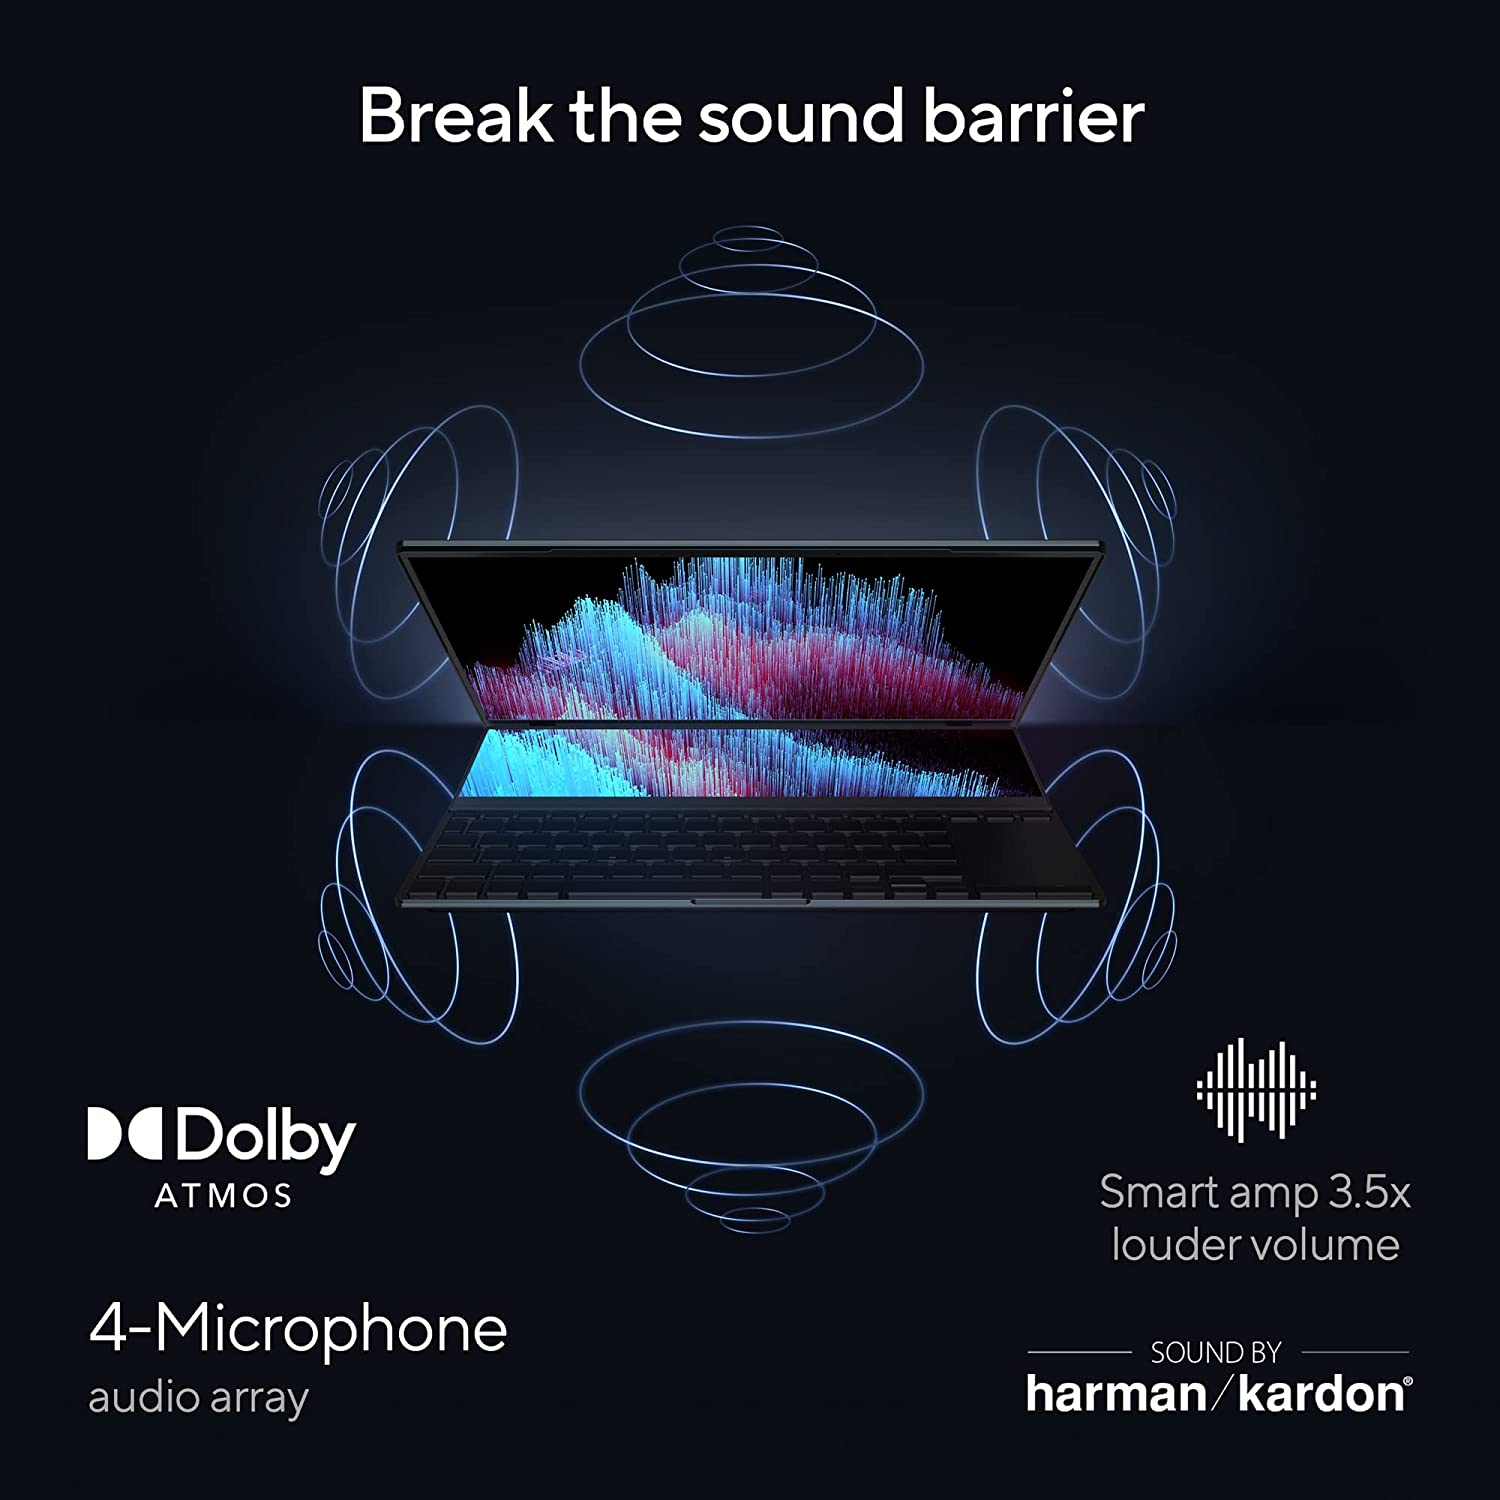 Break the sound barrier
Dolby
ATMOS
4-Microphone
audio array
Smart amp 3.5x
louder volume
SOUND BY
harman/kardon®